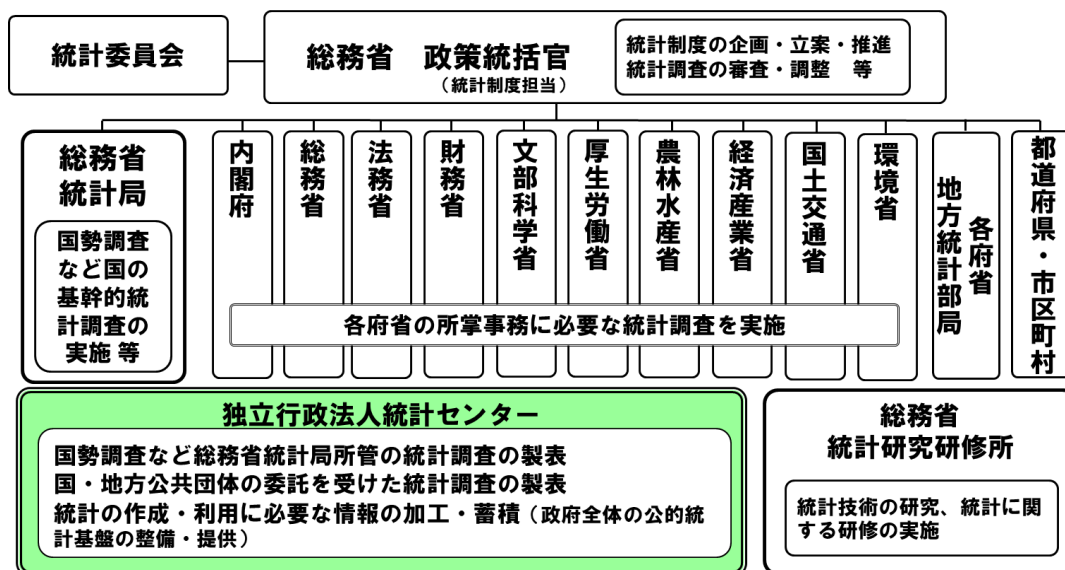 統計委員会
総務省 政策統括官
(統計制度担当)
統計制度の企画・立案・推進
統計調査の審査・調整 等
総務省
統計局
国勢調査
など国の
基幹的統
計調査の
実施 等
内閣府
総務省
法務省
財務省
文部科学省
厚生労働省
農林水産省
経済産業省
国土交通省
環境省
各府省
地方統計部局
都道府県・市区町村
各府省の所掌事務に必要な統計調査を実施
独立行政法人統計センター
国勢調査など総務省統計局所管の統計調査の製表
国・地方公共団体の委託を受けた統計調査の製表
統計の作成・利用に必要な情報の加工・蓄積(政府全体の公的統
計基盤の整備・提供)
総務省
統計研究研修所
統計技術の研究、統計に関
する研修の実施